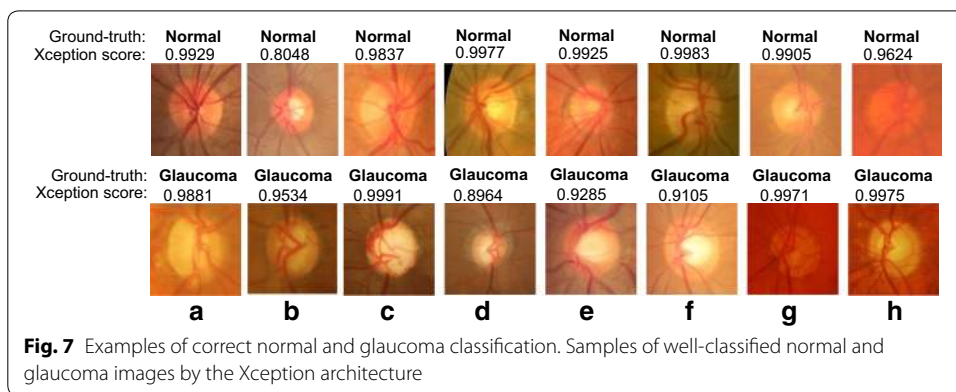 Ground-truth: Normal Normal Normal Normal Normal Normal Normal Normal
Xception score: 0.9929 0.8048 0.9837 0.9977 0.9925 0.9983 0.9905 0.9624
Ground-truth: Glaucoma Glaucoma Glaucoma Glaucoma Glaucoma Glaucoma Glaucoma Glaucoma
Xception score: 0.9881 0.9534 0.9991 0.8964 0.9285 0.9105 0.9971 0.9975
a b c d e f g h
Fig. 7 Examples of correct normal and glaucoma classification. Samples of well-classified normal and
glaucoma images by the Xception architecture